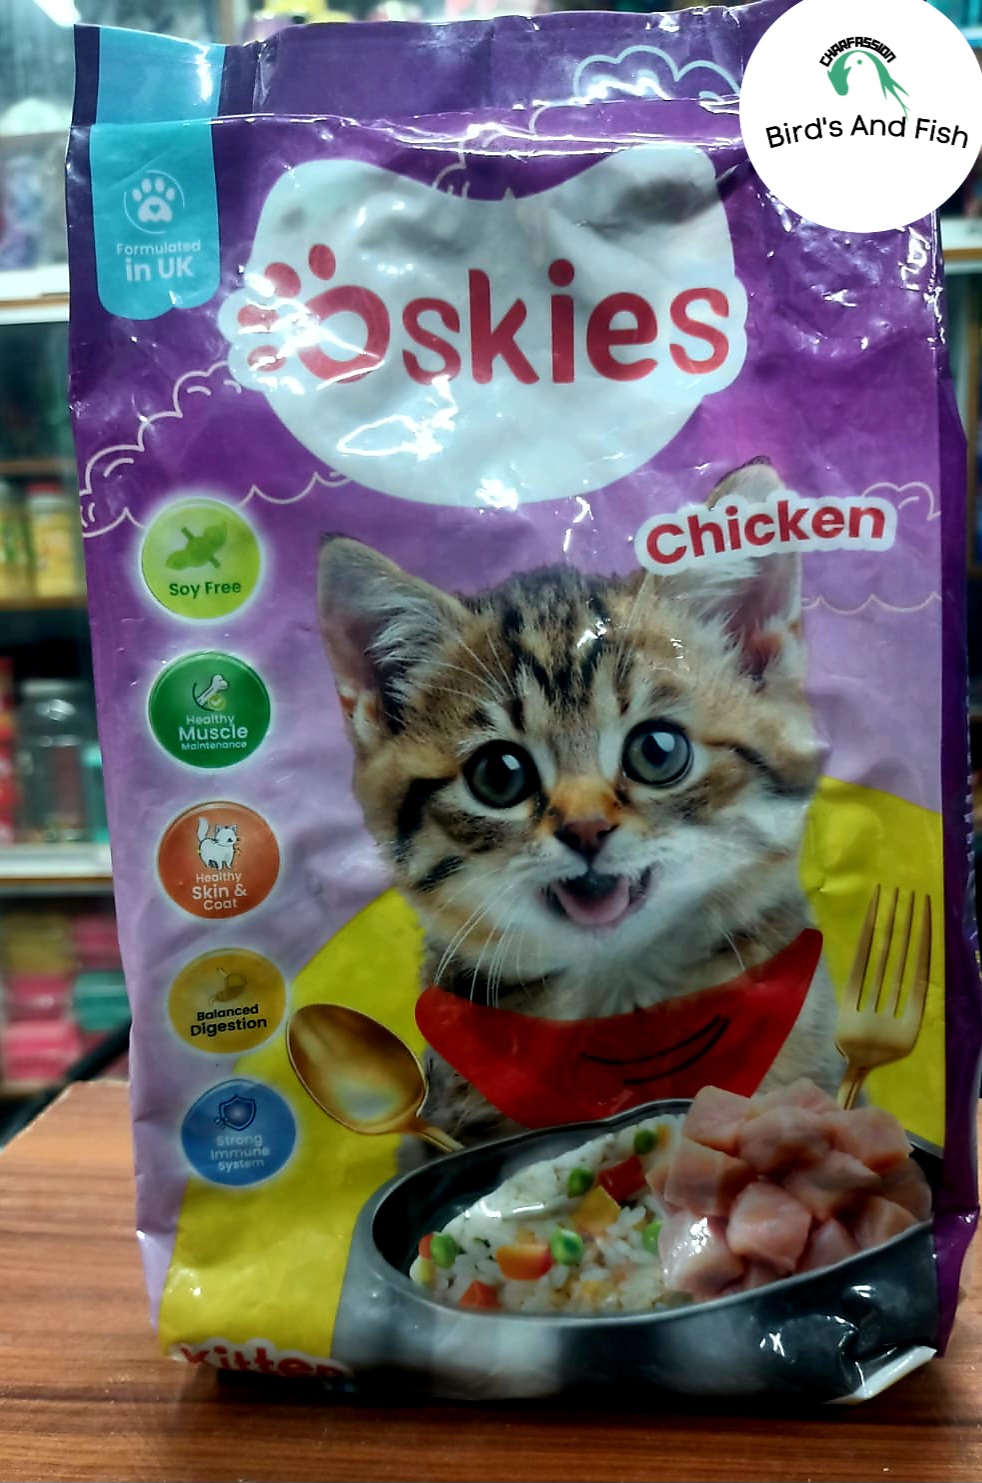 CHARFASSION
Bird's And Fish
Formulated
in UK
Oskies
Chicken
Soy Free
Healthy
Muscle
Maintenance
Healthy
Skin &
Coat
Balanced
Digestion
Strong
Immune
System
Kitten